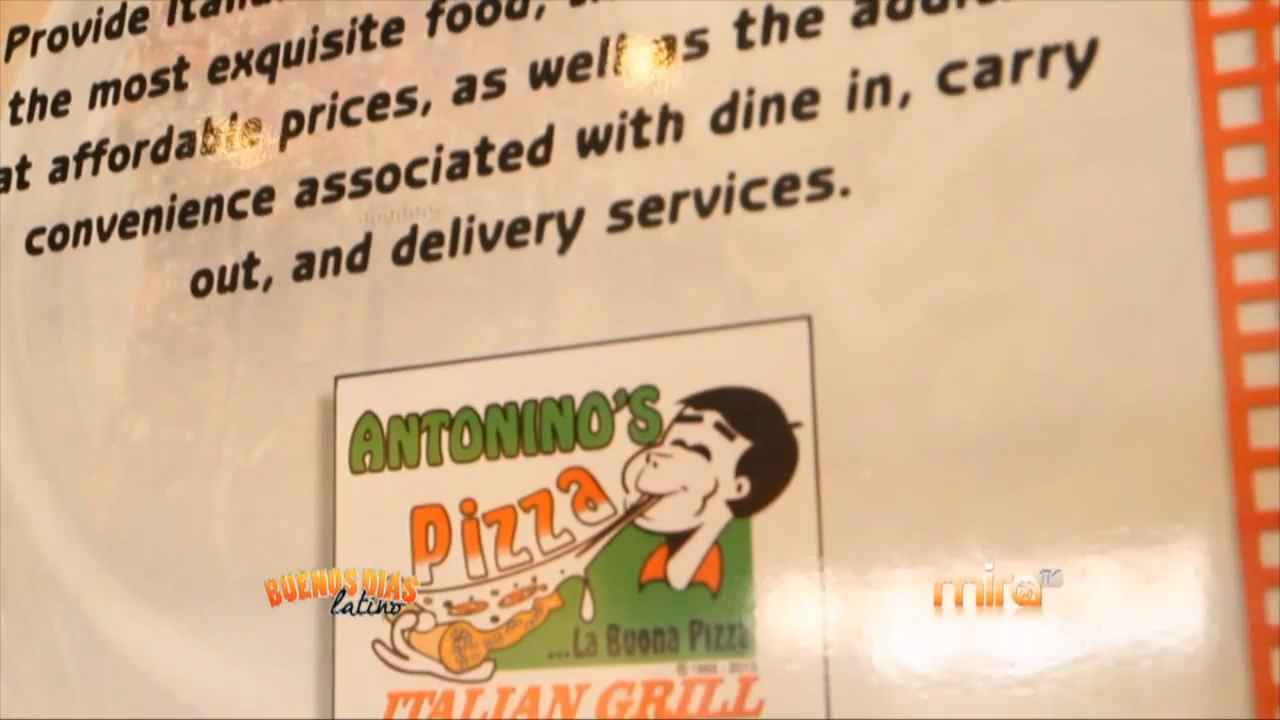 Provide
the most exquisite food,
at affordable prices, as well as the
convenience associated with dine in, carry
out, and delivery services.
ANTONINO'S
Pizza
BUENOS DIAS
latino
mira TV
...La Buona Pizza
ITALIAN GRILL